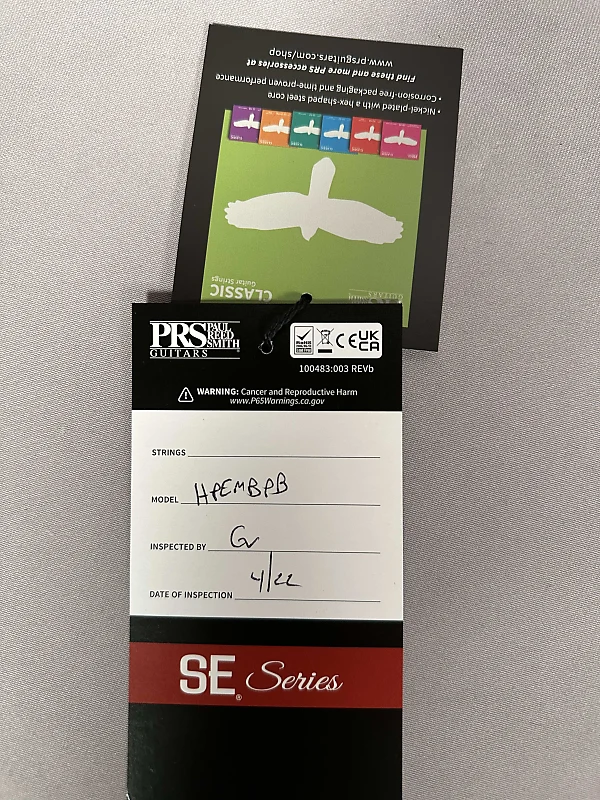 www.prsguitars.com/shop
Find these and more PRS accessories at
• Corrosion-free packaging and time-proven performance
• Nickel-plated with a hex-shaped steel core
Guitar Strings
CLASSIC
PRS PAUL REED SMITH
GUITARS
RoHS
CE UK CA
100483:003 REVb
WARNING: Cancer and Reproductive Harm
www.P65Warnings.ca.gov
STRINGS
MODEL HPEMBPB
INSPECTED BY GV
DATE OF INSPECTION 4/22
SE® Series